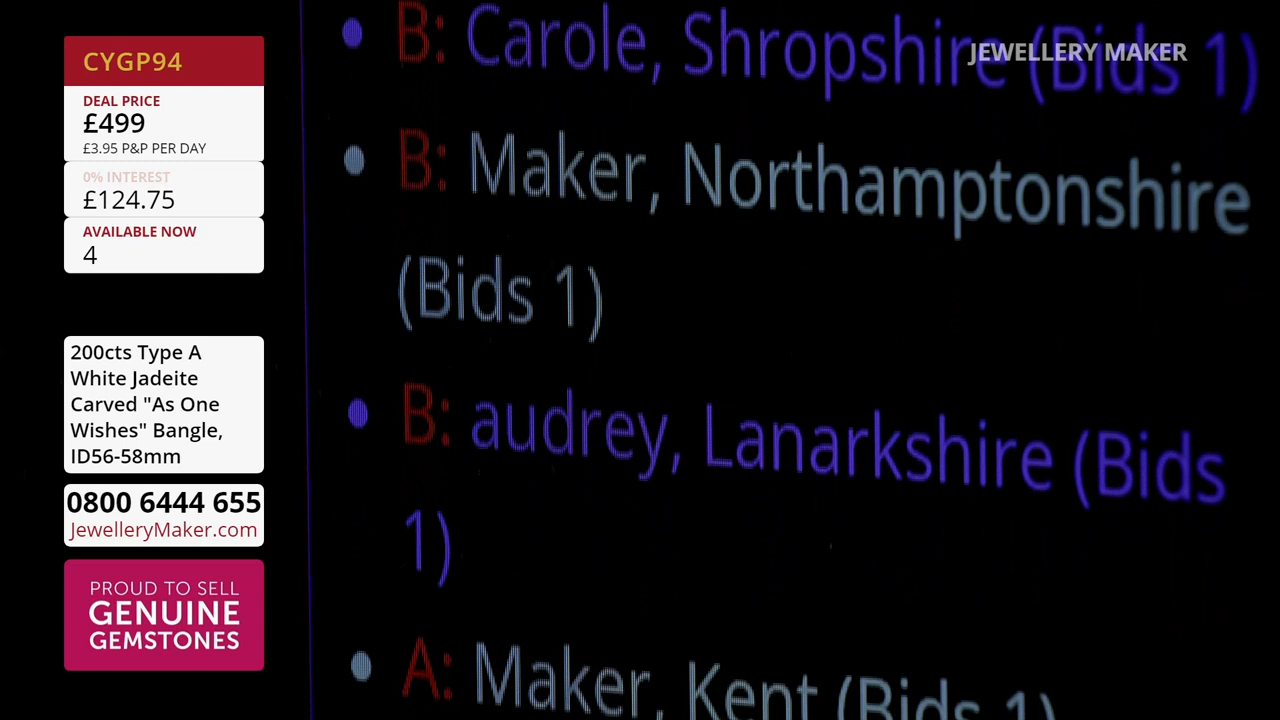 CYGP94
DEAL PRICE
£499
£3.95 P&P PER DAY
0% INTEREST
£124.75
AVAILABLE NOW
4
200cts Type A
White Jadeite
Carved "As One
Wishes" Bangle,
ID56-58mm
0800 6444 655
JewelleryMaker.com
PROUD TO SELL
GENUINE
GEMSTONES
JEWELLERY MAKER
• B: Carole, Shropshire (Bids 1)
• B: Maker, Northamptonshire
(Bids 1)
• B: audrey, Lanarkshire (Bids
1)
• A: Maker, Kent (Bids 1)